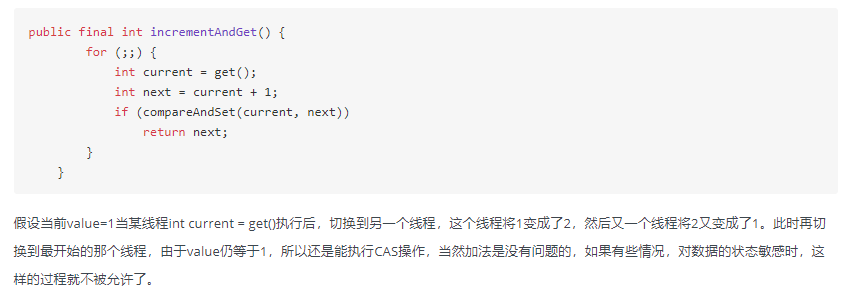 public final int incrementAndGet() {
        for (;;) {
            int current = get();
            int next = current + 1;
            if (compareAndSet(current, next))
                return next;
        }
    }
假设当前value=1当某线程int current = get()执行后，切换到另一个线程，这个线程将1变成了2，然后又一个线程将2又变成了1。此时再切
换到最开始的那个线程，由于value仍等于1，所以还是能执行CAS操作，当然加法是没有问题的，如果有些情况，对数据的状态敏感时，这
样的过程就不被允许了。